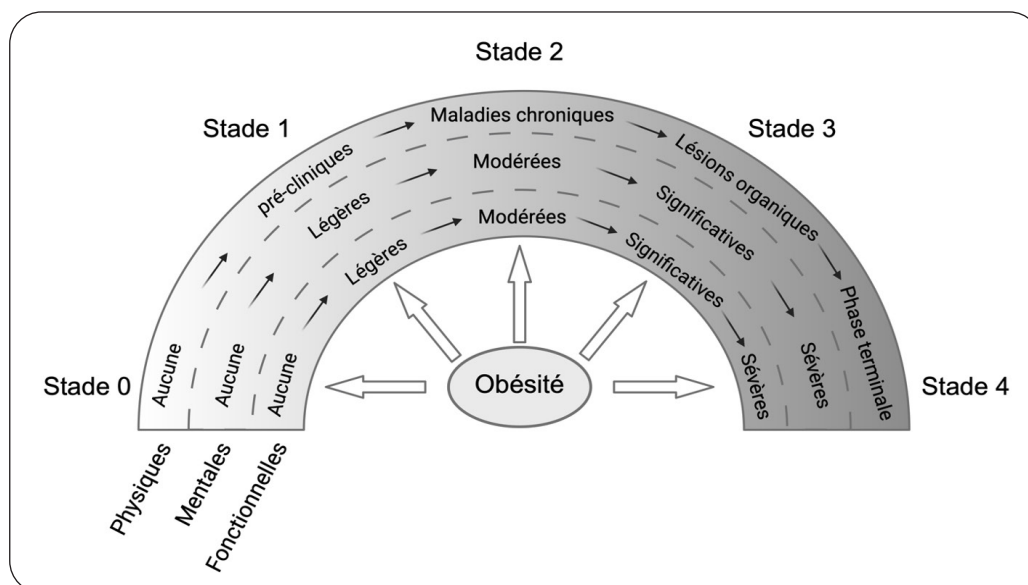 Stade 0
Stade 1
Stade 2
Stade 3
Stade 4
Aucune
pré-cliniques
Maladies chroniques
Lésions organiques
Phase terminale
Aucune
Légères
Modérées
Significatives
Sévères
Aucune
Légères
Modérées
Significatives
Sévères
Obésité
Physiques
Mentales
Fonctionnelles